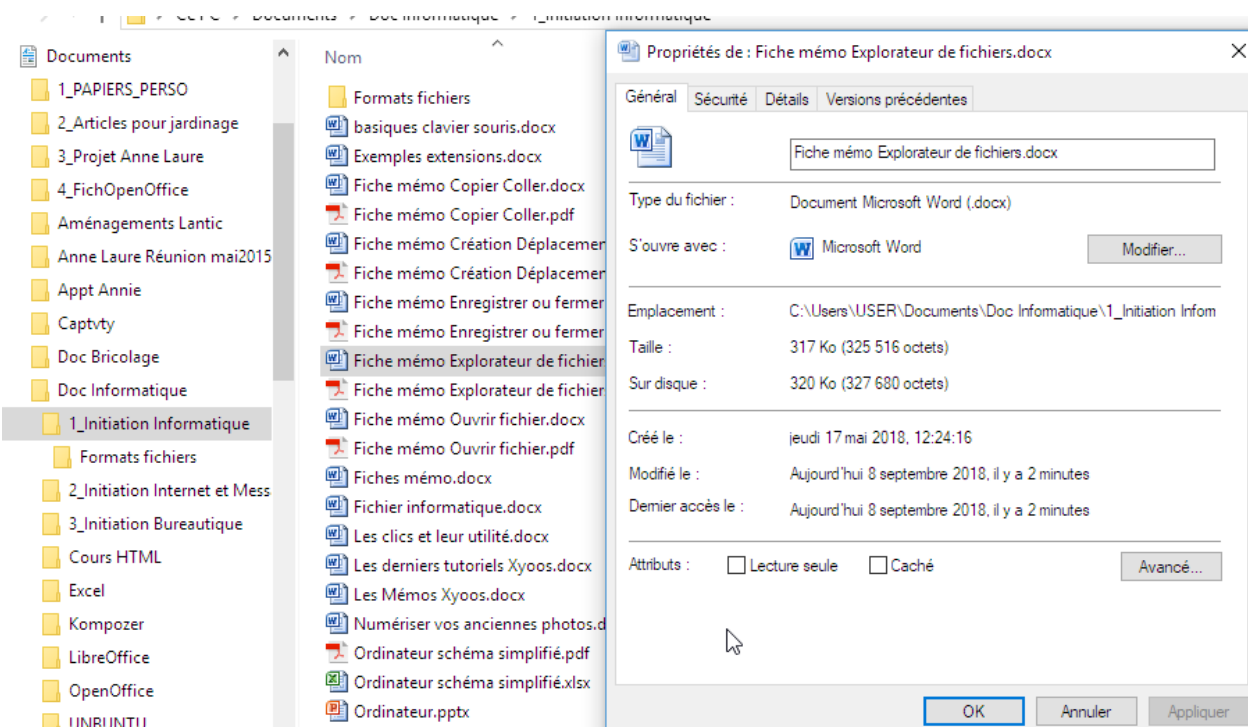 Ce PC > Documents > Doc Informatique > 1_Initiation Informatique
Documents
1_PAPIERS_PERSO
2_Articles pour jardinage
3_Projet Anne Laure
4_FichOpenOffice
Aménagements Lantic
Anne Laure Réunion mai2015
Appt Annie
Captvty
Doc Bricolage
Doc Informatique
1_Initiation Informatique
Formats fichiers
2_Initiation Internet et Mess
3_Initiation Bureautique
Cours HTML
Excel
Kompozer
LibreOffice
OpenOffice
UNBUNTU
Nom
Formats fichiers
basiques clavier souris.docx
Exemples extensions.docx
Fiche mémo Copier Coller.docx
Fiche mémo Copier Coller.pdf
Fiche mémo Création Déplacemer
Fiche mémo Création Déplacemer
Fiche mémo Enregistrer ou fermer
Fiche mémo Enregistrer ou fermer
Fiche mémo Explorateur de fichier
Fiche mémo Explorateur de fichier
Fiche mémo Ouvrir fichier.docx
Fiche mémo Ouvrir fichier.pdf
Fiches mémo.docx
Fichier informatique.docx
Les clics et leur utilité.docx
Les derniers tutoriels Xyoos.docx
Les Mémos Xyoos.docx
Numériser vos anciennes photos.d
Ordinateur schéma simplifié.pdf
Ordinateur schéma simplifié.xlsx
Ordinateur.pptx
Propriétés de : Fiche mémo Explorateur de fichiers.docx
Général Sécurité Détails Versions précédentes
Fiche mémo Explorateur de fichiers.docx
Type du fichier : Document Microsoft Word (.docx)
S'ouvre avec : Microsoft Word Modifier...
Emplacement : C:\Users\USER\Documents\Doc Informatique\1_Initiation Infom
Taille : 317 Ko (325 516 octets)
Sur disque : 320 Ko (327 680 octets)
Créé le : jeudi 17 mai 2018, 12:24:16
Modifié le : Aujourd'hui 8 septembre 2018, il y a 2 minutes
Dernier accès le : Aujourd'hui 8 septembre 2018, il y a 2 minutes
Attributs : Lecture seule Caché Avancé...
OK Annuler Appliquer